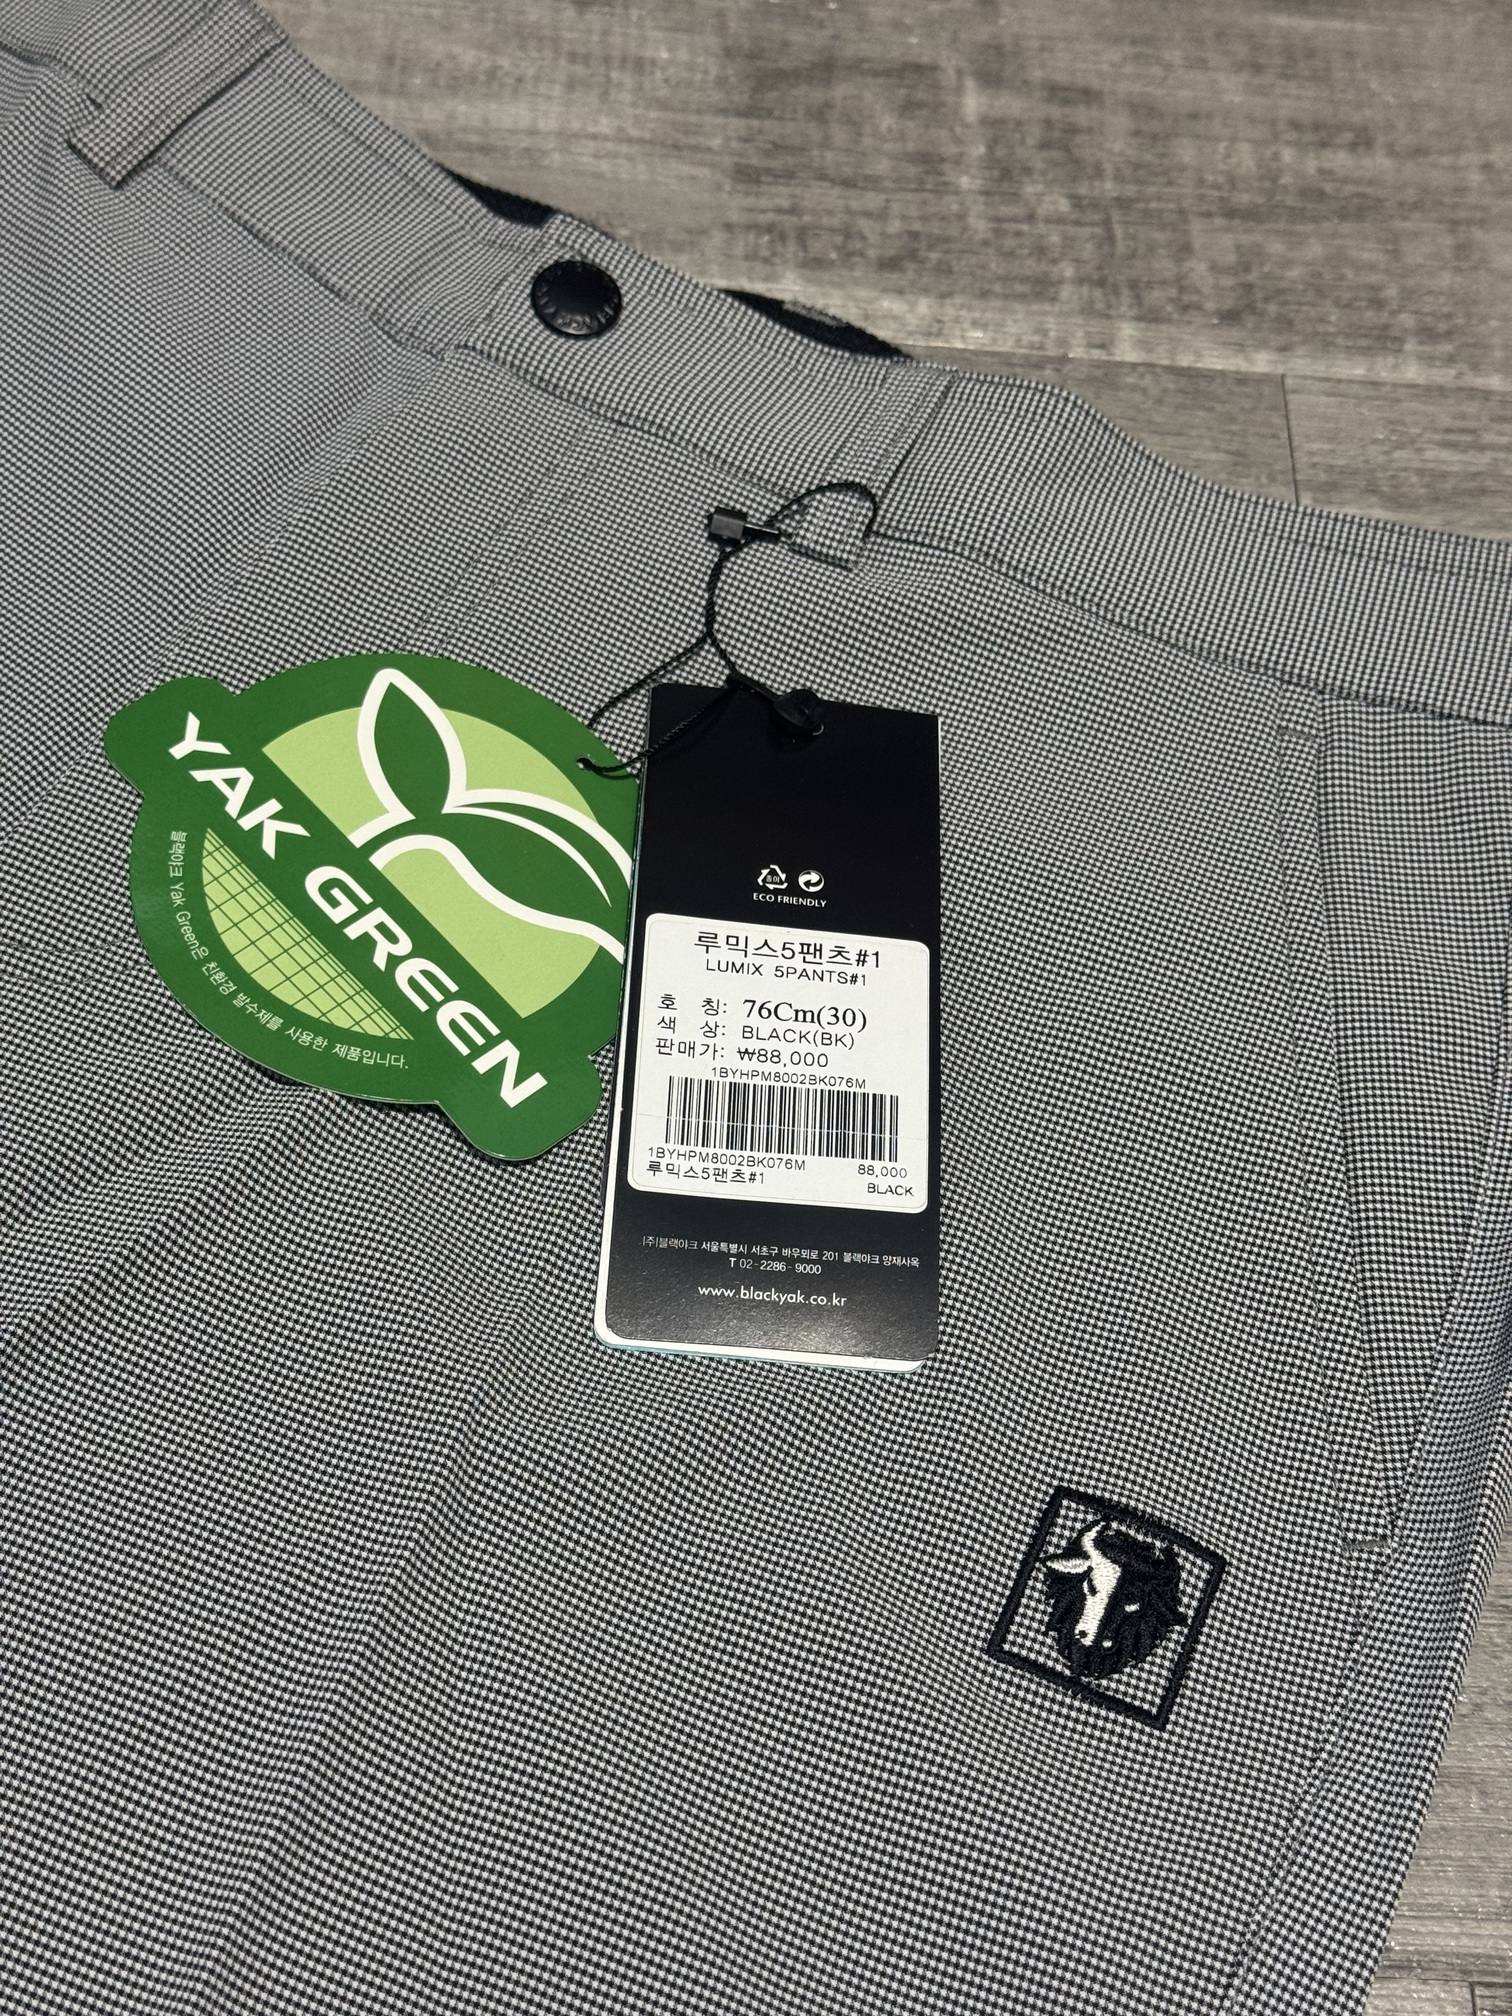 YAK GREEN
블랙야크 Yak Green은 친환경 발수제를 사용한 제품입니다.
종이
ECO FRIENDLY
루믹스5팬츠#1
LUMIX 5PANTS#1
호 칭: 76Cm(30)
색 상: BLACK(BK)
판매가: ₩88,000
1BYHPM8002BK076M
1BYHPM8002BK076M 88,000
루믹스5팬츠#1 BLACK
(주)블랙야크 서울특별시 서초구 바우뫼로 201 블랙야크 양재사옥
T 02-2286-9000
www.blackyak.co.kr